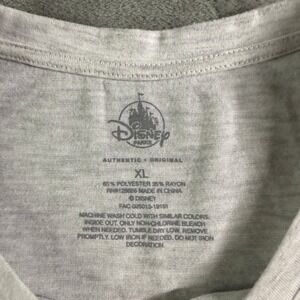 Disney
PARKS
AUTHENTIC • ORIGINAL
XL
65% POLYESTER 35% RAYON
RN#129806 MADE IN CHINA
© DISNEY
MACHINE WASH COLD WITH SIMILAR COLORS.
INSIDE OUT. ONLY NON-CHLORINE BLEACH
WHEN NEEDED. TUMBLE DRY LOW. REMOVE
PROMPTLY. LOW IRON IF NEEDED. DO NOT IRON
DECORATION.